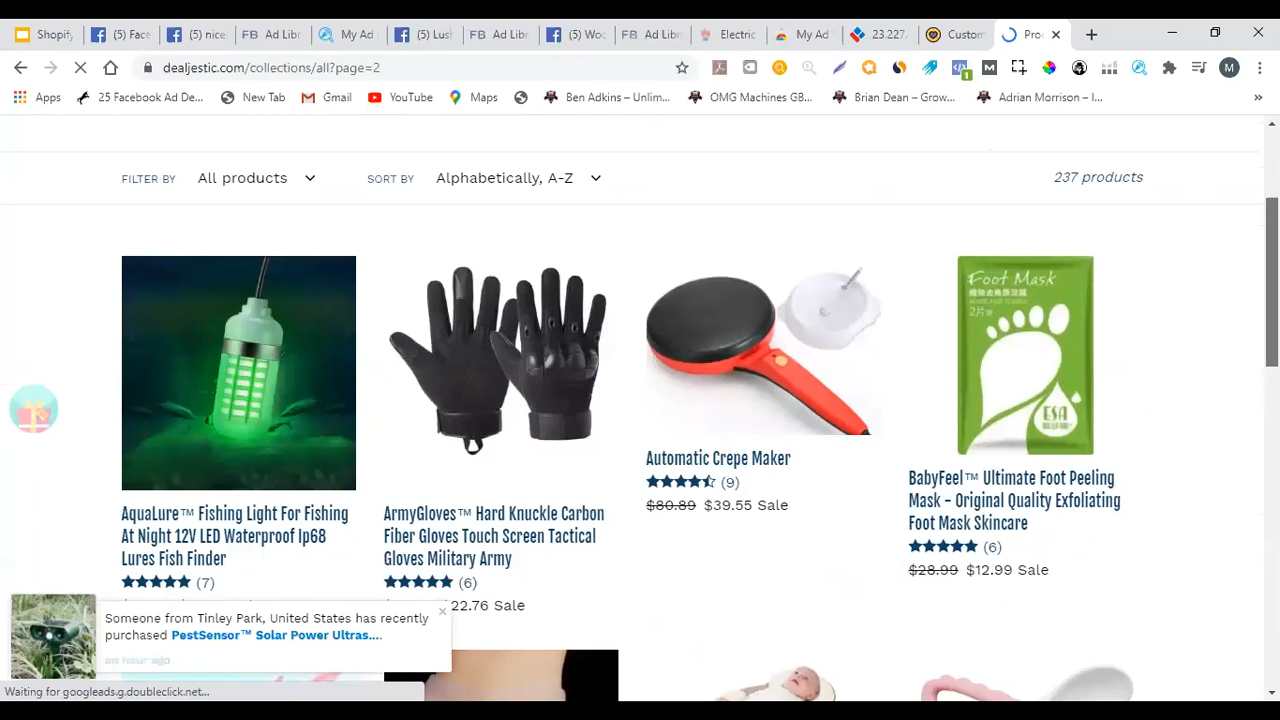 Shopify
(5) Face
(5) nice
Ad Libr
My Ad
(5) Lush
Ad Libr
(5) Woo
Ad Libr
Electric
My Ad
23.227.
Custom
Pro
dealjestic.com/collections/all?page=2
Apps
25 Facebook Ad De...
New Tab
Gmail
YouTube
Maps
Ben Adkins – Unlim...
OMG Machines GB...
Brian Dean – Grow...
Adrian Morrison – I...
FILTER BY All products
SORT BY Alphabetically, A-Z
237 products
Foot Mask
2片
ESA
AquaLure™ Fishing Light For Fishing
At Night 12V LED Waterproof Ip68
Lures Fish Finder
(7)
ArmyGloves™ Hard Knuckle Carbon
Fiber Gloves Touch Screen Tactical
Gloves Military Army
(6)
22.76 Sale
Automatic Crepe Maker
(9)
$80.89 $39.55 Sale
BabyFeel™ Ultimate Foot Peeling
Mask - Original Quality Exfoliating
Foot Mask Skincare
(6)
$28.99 $12.99 Sale
Someone from Tinley Park, United States has recently
purchased PestSensor™ Solar Power Ultras....
an hour ago
Waiting for googleads.g.doubleclick.net...